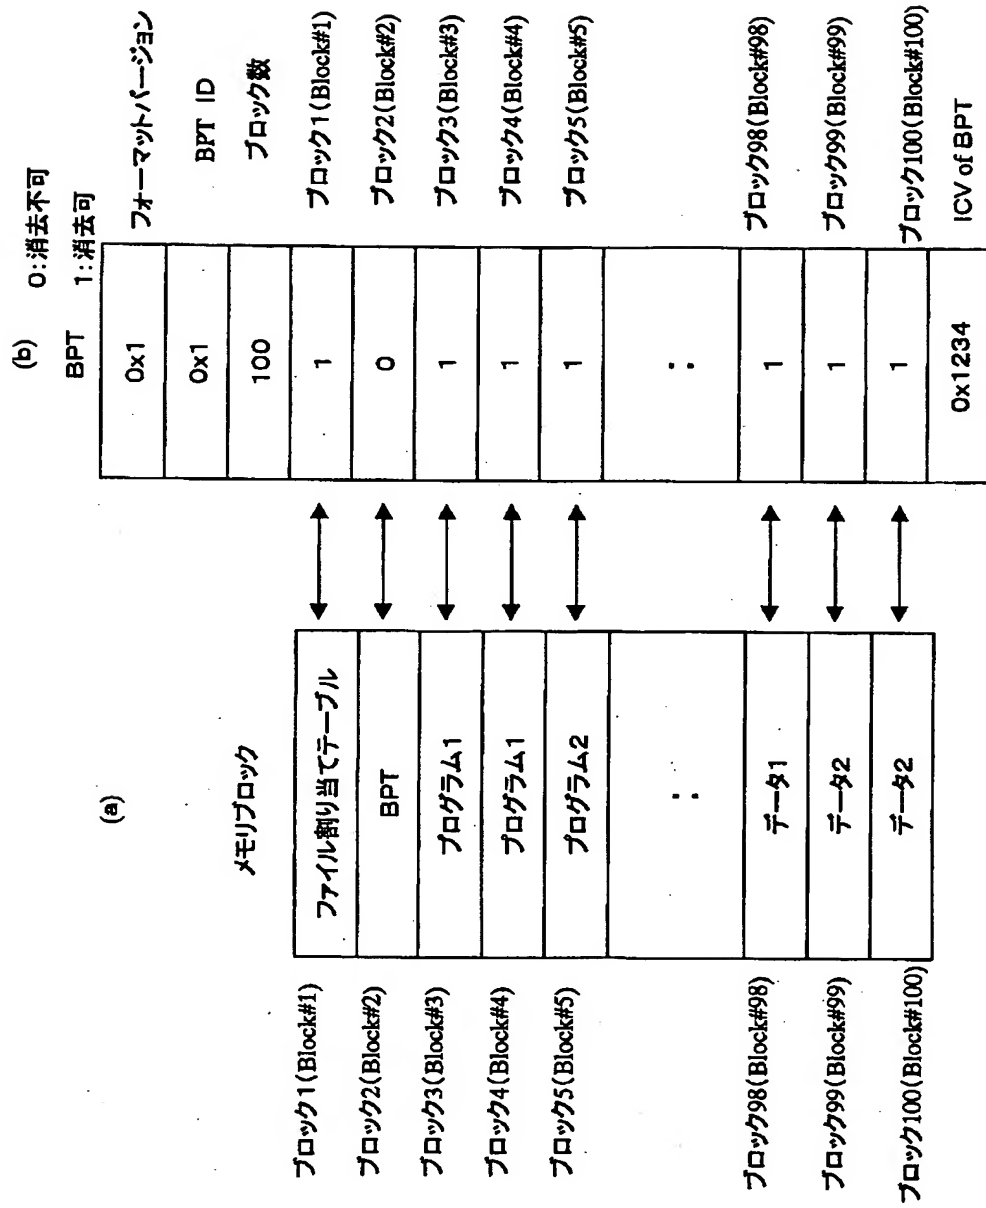 (a)
メモリブロック
ブロック1(Block#1)
ファイル割り当てテーブル
ブロック2(Block#2)
BPT
ブロック3(Block#3)
プログラム1
ブロック4(Block#4)
プログラム1
ブロック5(Block#5)
プログラム2
:
ブロック98(Block#98)
データ1
ブロック99(Block#99)
データ2
ブロック100(Block#100)
データ2
(b)
BPT
0:消去不可
1:消去可
0x1
フォーマットバージョン
0x1
BPT ID
100
ブロック数
1
ブロック1(Block#1)
0
ブロック2(Block#2)
1
ブロック3(Block#3)
1
ブロック4(Block#4)
1
ブロック5(Block#5)
:
1
ブロック98(Block#98)
1
ブロック99(Block#99)
1
ブロック100(Block#100)
0x1234
ICV of BPT